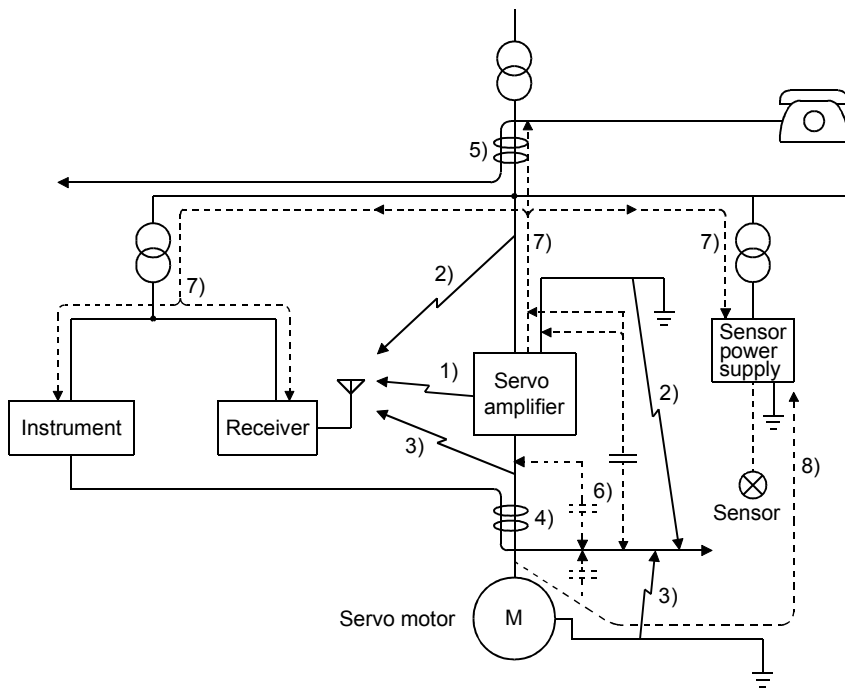 5)
7)
7)
2)
7)
Sensor
power
supply
1)
Servo
amplifier
2)
Instrument
Receiver
3)
6)
8)
4)
Sensor
3)
Servo motor
M